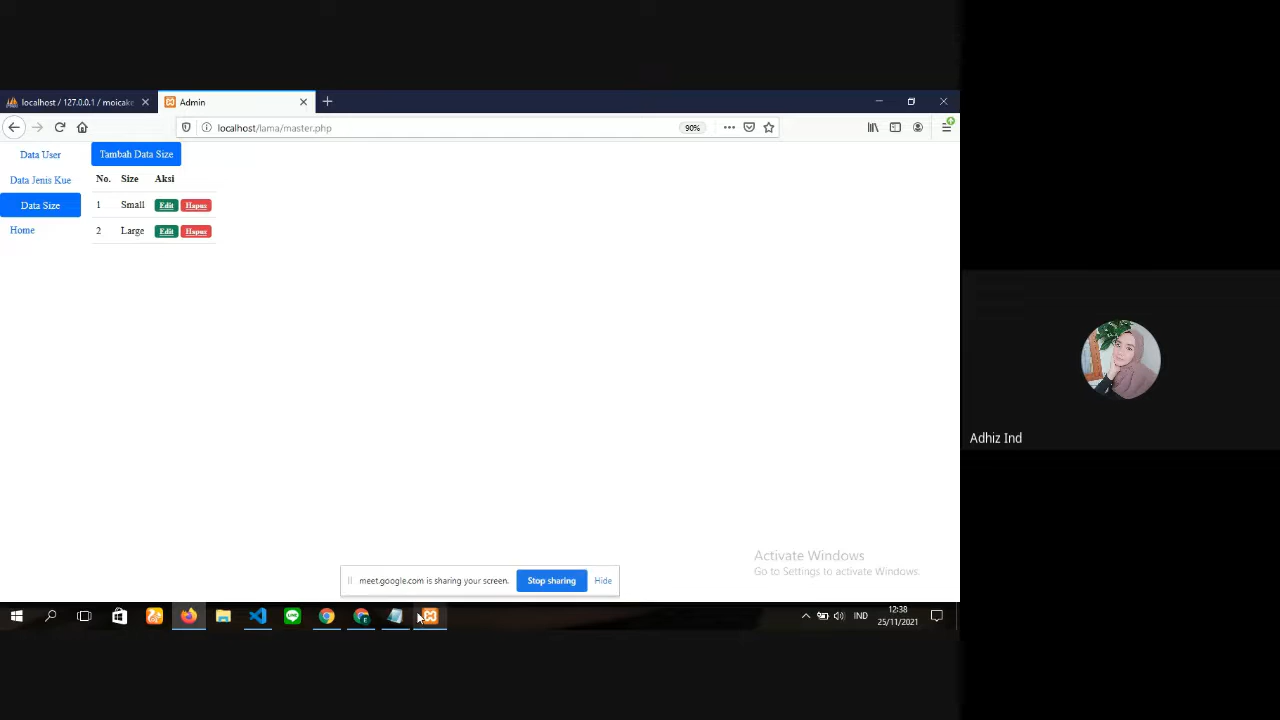 localhost / 127.0.0.1 / moicake
Admin
localhost/lama/master.php
90%
Data User
Tambah Data Size
Data Jenis Kue
No. Size Aksi
Data Size
1 Small Edit Hapus
Home
2 Large Edit Hapus
Adhiz Ind
Activate Windows
Go to Settings to activate Windows.
meet.google.com is sharing your screen.
Stop sharing
Hide
IND
12:38
25/11/2021